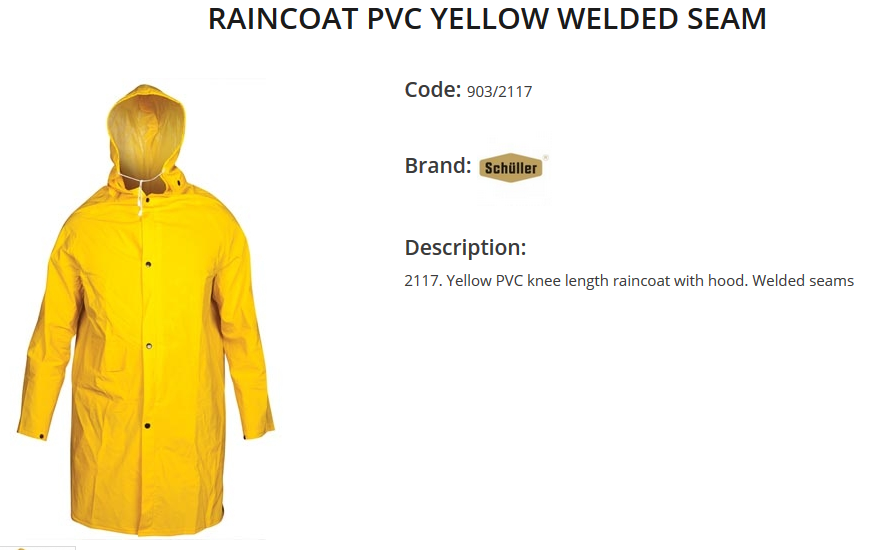 RAINCOAT PVC YELLOW WELDED SEAM
Code: 903/2117
Brand: Schüller
Description:
2117. Yellow PVC knee length raincoat with hood. Welded seams